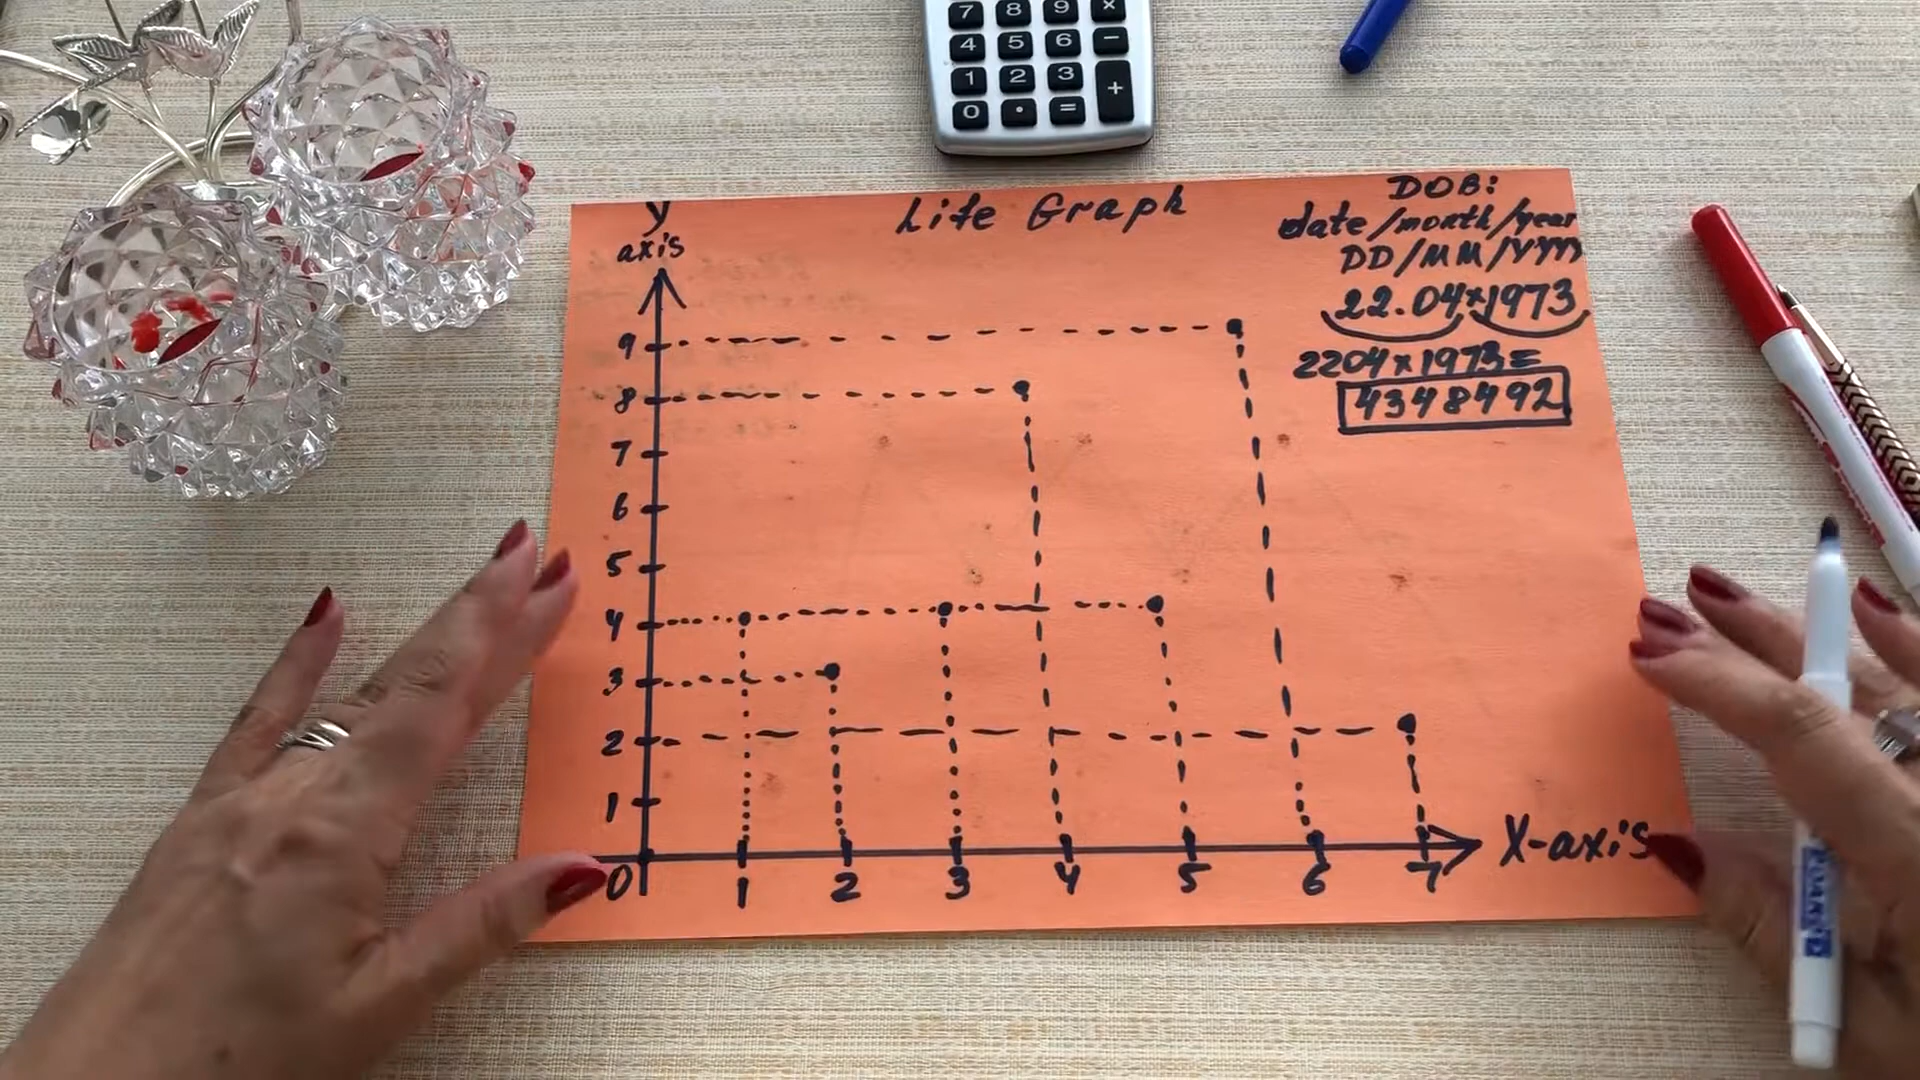 7 8 9 ×
4 5 6 −
1 2 3 +
0 . =
Life Graph
DOB:
date/month/year
DD/MM/YYYY
22.04×1973
2204×1973=
4348492
y
axis
9
8
7
6
5
4
3
2
1
0 1 2 3 4 5 6 7
X-axis